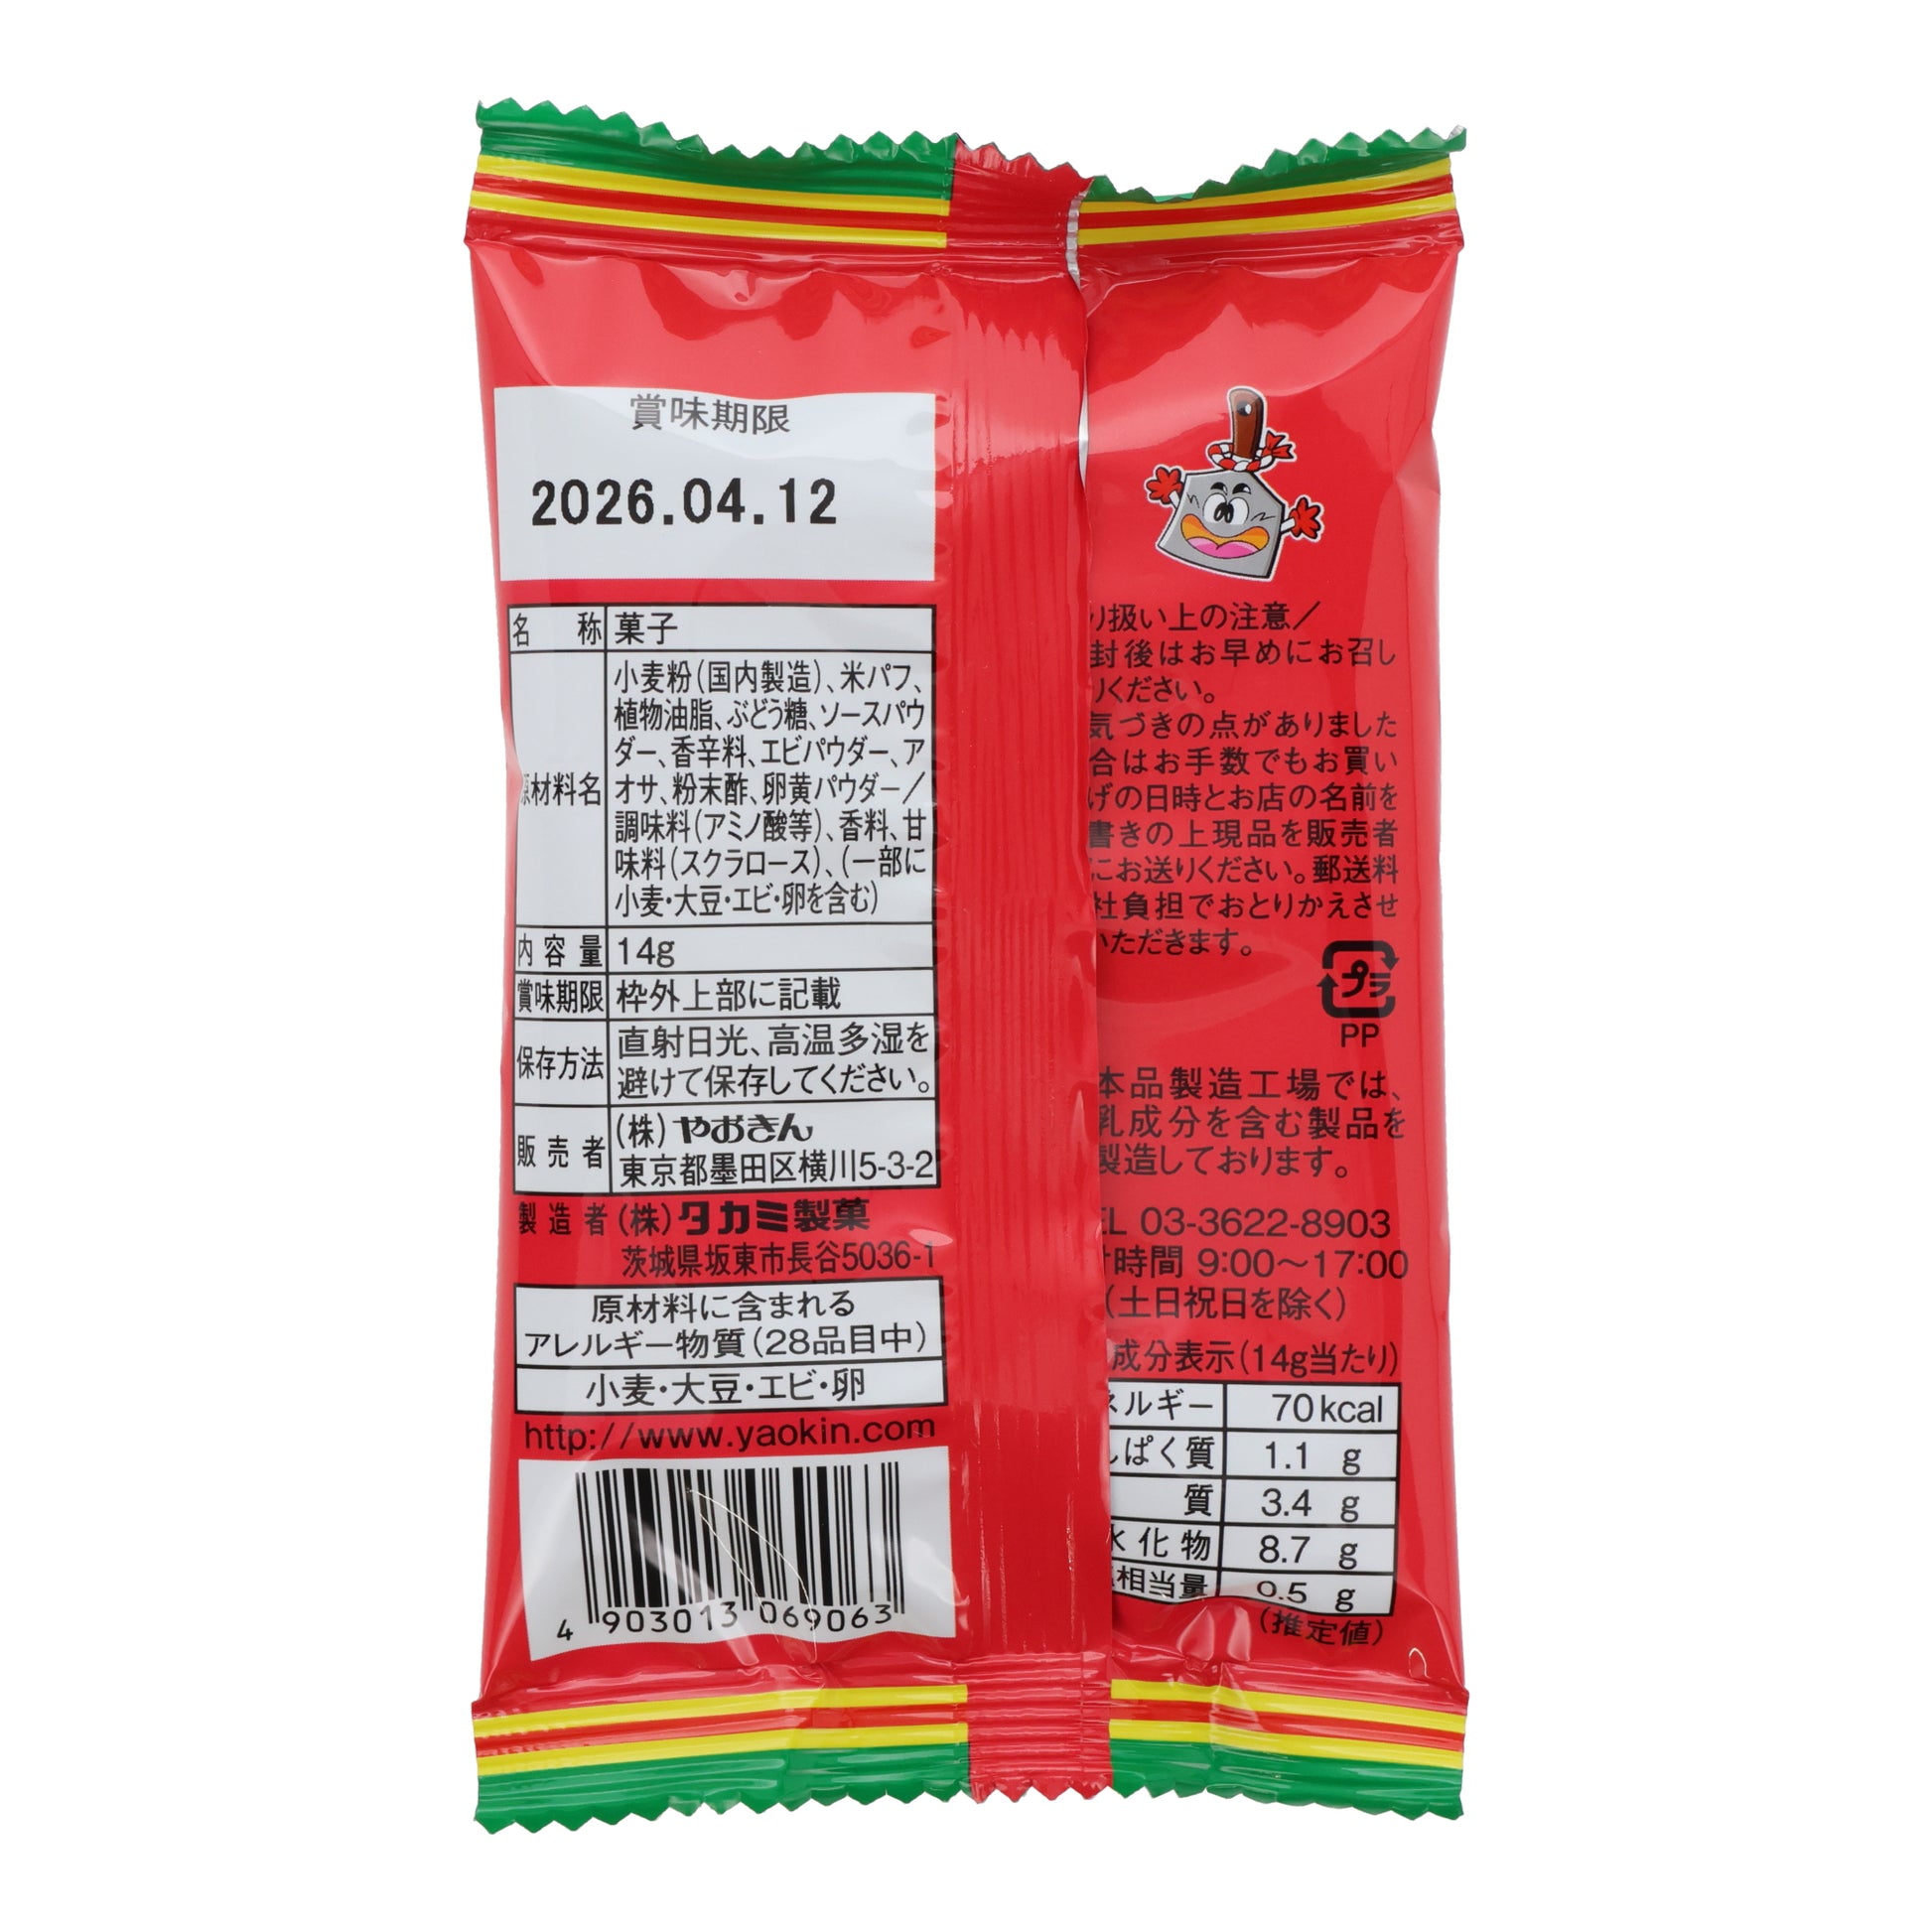 賞味期限
2026.04.12
名 称 菓子
原材料名
小麦粉(国内製造)、米パフ、
植物油脂、ぶどう糖、ソースパウ
ダー、香辛料、エビパウダー、ア
オサ、粉末酢、卵黄パウダー/
調味料(アミノ酸等)、香料、甘
味料(スクラロース)、(一部に
小麦・大豆・エビ・卵を含む)
内容量 14g
賞味期限 枠外上部に記載
保存方法
直射日光、高温多湿を
避けて保存してください。
販売者
(株)やおきん
東京都墨田区横川5-3-2
製造者 (株)タカミ製菓
茨城県坂東市長谷5036-1
原材料に含まれる
アレルギー物質(28品目中)
小麦・大豆・エビ・卵
http://www.yaokin.com
4 903013 069063
り扱い上の注意/
封後はお早めにお召し
りください。
気づきの点がありました
合はお手数でもお買い
げの日時とお店の名前を
書きの上現品を販売者
にお送りください。郵送料
社負担でおとりかえさせ
いただきます。
プラ
PP
本品製造工場では、
乳成分を含む製品を
製造しております。
EL 03-3622-8903
付時間 9:00~17:00
(土日祝日を除く)
成分表示(14g当たり)
ネルギー 70kcal
んぱく質 1.1 g
質 3.4 g
水化物 8.7 g
相当量 0.5 g
(推定値)